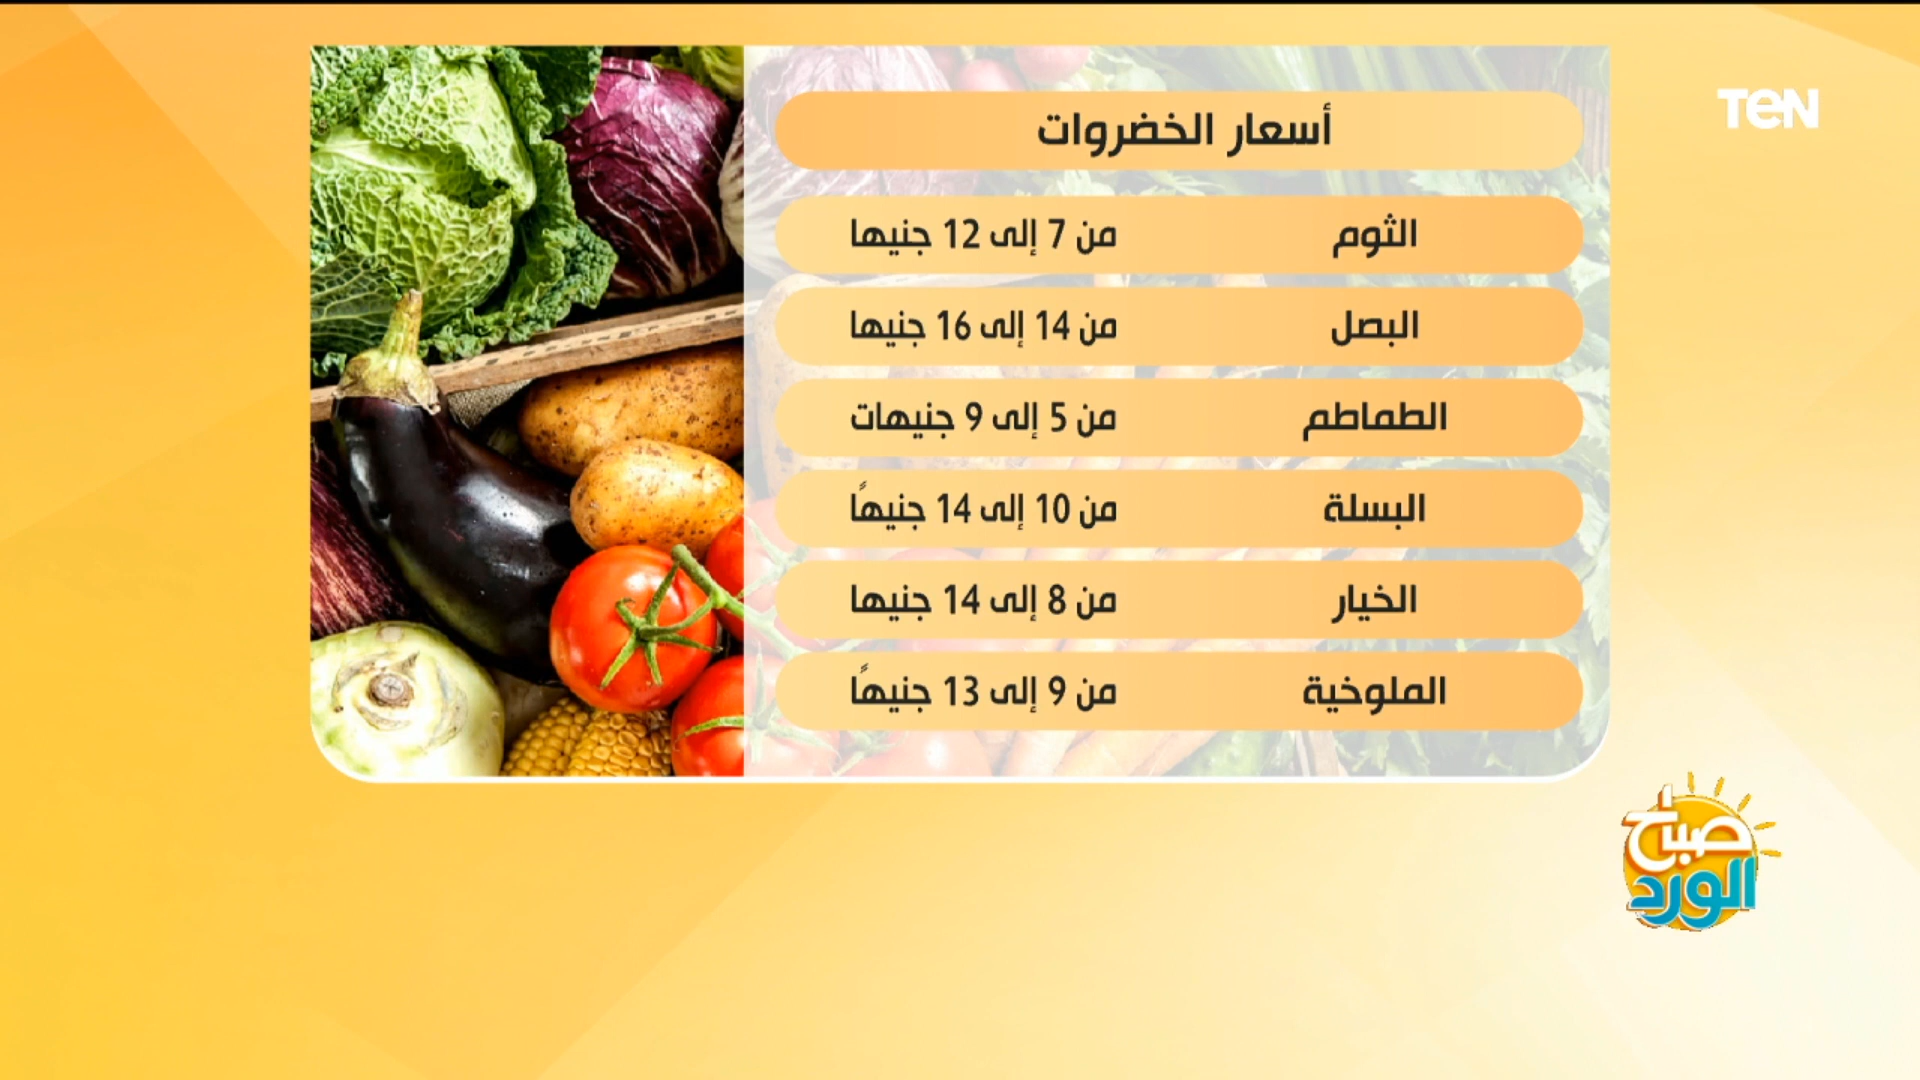 TeN
أسعار الخضروات
الثوم من 7 إلى 12 جنيها
البصل من 14 إلى 16 جنيها
الطماطم من 5 إلى 9 جنيهات
البسلة من 10 إلى 14 جنيهًا
الخيار من 8 إلى 14 جنيها
الملوخية من 9 إلى 13 جنيهًا
صباح
الورد